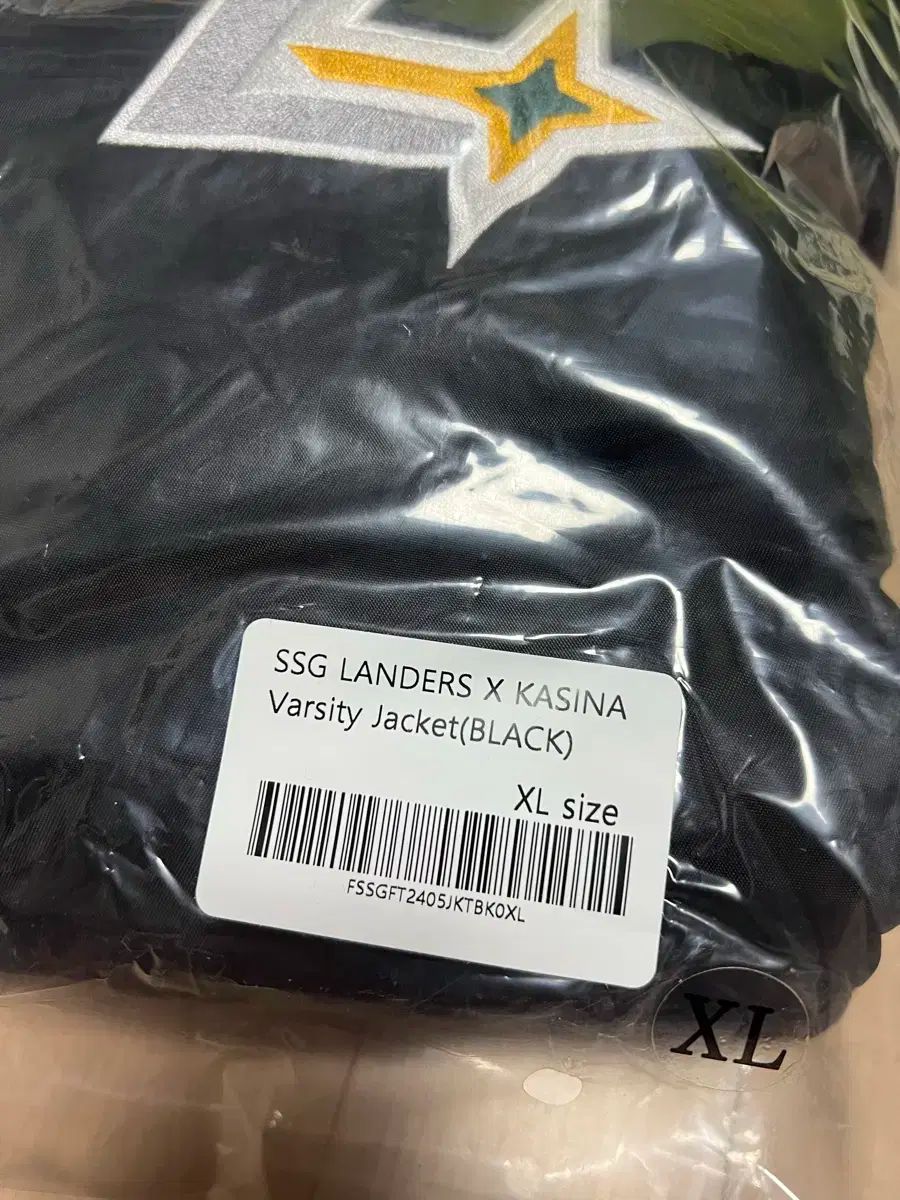 SSG LANDERS X KASINA
Varsity Jacket(BLACK)
XL size
FSSGFT2405JKTBK0XL
XL